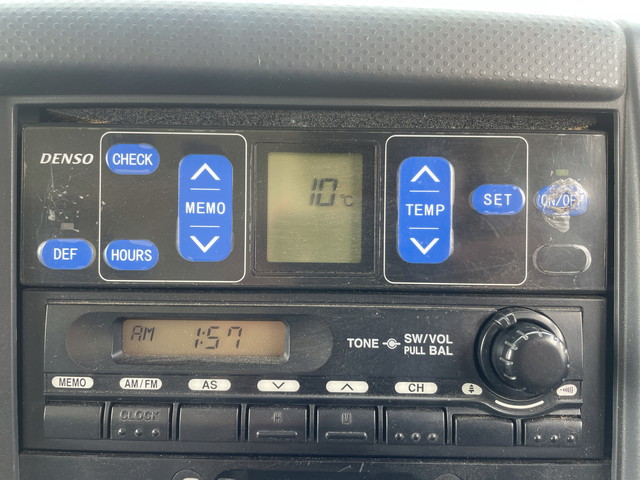 DENSO
CHECK
MEMO
10°C
TEMP
SET
ON/OFF
DEF
HOURS
AM 1:57
TONE
SW/VOL
PULL BAL
MEMO
AM/FM
AS
CH
CLOCK
H